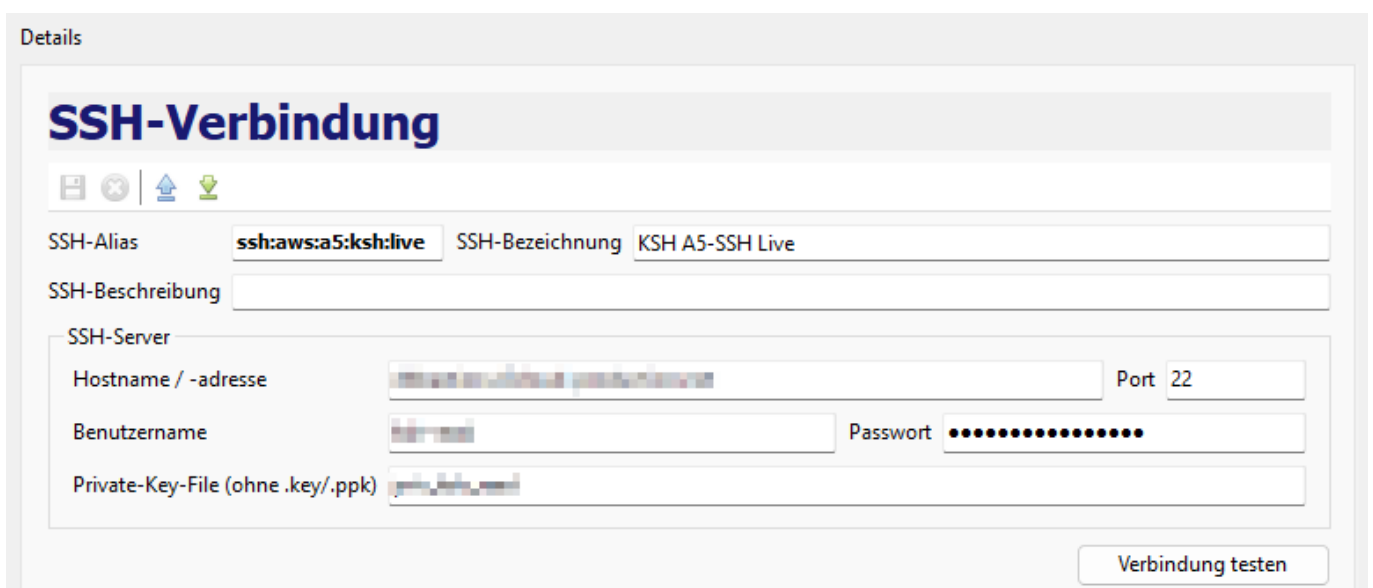 Details
SSH-Verbindung
SSH-Alias ssh:aws:a5:ksh:live SSH-Bezeichnung KSH A5-SSH Live
SSH-Beschreibung
SSH-Server
Hostname / -adresse Port 22
Benutzername Passwort ●●●●●●●●●●●●●●●●
Private-Key-File (ohne .key/.ppk)
Verbindung testen